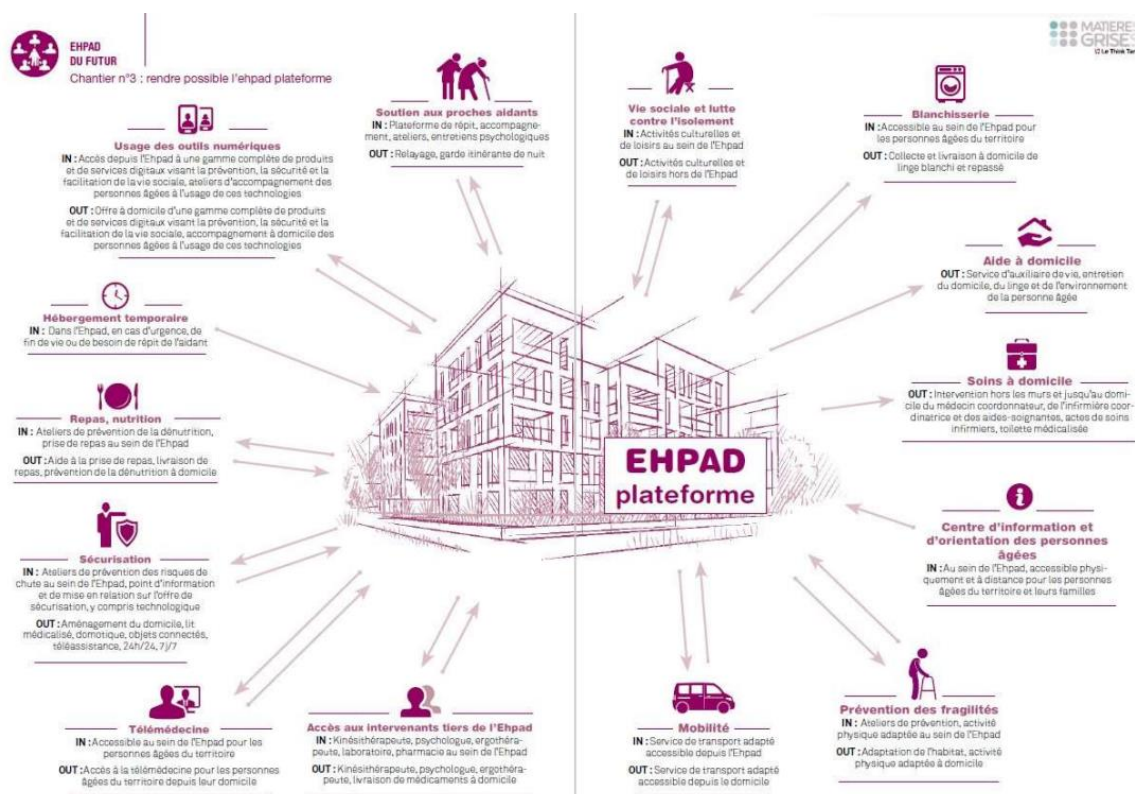 EHPAD
DU FUTUR
Chantier n°3 : rendre possible l'ehpad plateforme
MATIERES
GRISES
Le Think Tan
Usage des outils numériques
IN : Accès depuis l'Ehpad à une gamme complète de produits
et de services digitaux visant la prévention, la sécurité et la
facilitation de la vie sociale, ateliers d'accompagnement des
personnes âgées à l'usage de ces technologies
OUT : Offre à domicile d'une gamme complète de produits
et de services digitaux visant la prévention, la sécurité et la
facilitation de la vie sociale, accompagnement à domicile des
personnes âgées à l'usage de ces technologies
Soutien aux proches aidants
IN : Plateforme de répit, accompagne-
ment, ateliers, entretiens psychologiques
OUT : Relayage, garde itinérante de nuit
Vie sociale et lutte
contre l'isolement
IN : Activités culturelles et
de loisirs au sein de l'Ehpad
OUT : Activités culturelles et
de loisirs hors de l'Ehpad
Blanchisserie
IN : Accessible au sein de l'Ehpad pour
les personnes âgées du territoire
OUT : Collecte et livraison à domicile de
linge blanchi et repassé
Aide à domicile
OUT : Service d'auxiliaire de vie, entretien
du domicile, du linge et de l'environnement
de la personne âgée
Hébergement temporaire
IN : Dans l'Ehpad, en cas d'urgence, de
fin de vie ou de besoin de répit de l'aidant
Soins à domicile
OUT : Intervention hors les murs et jusqu'au domi-
cile du médecin coordonnateur, de l'infirmière coor-
dinatrice et des aides-soignantes, actes de soins
infirmiers, toilette médicalisée
Repas, nutrition
IN : Ateliers de prévention de la dénutrition,
prise de repas au sein de l'Ehpad
OUT : Aide à la prise de repas, livraison de
repas, prévention de la dénutrition à domicile
EHPAD
plateforme
Centre d'information et
d'orientation des personnes
âgées
IN : Au sein de l'Ehpad, accessible physi-
quement et à distance pour les personnes
âgées du territoire et leurs familles
Sécurisation
IN : Ateliers de prévention des risques de
chute au sein de l'Ehpad, point d'information
et de mise en relation sur l'offre de
sécurisation, y compris technologique
OUT : Aménagement du domicile, lit
médicalisé, domotique, objets connectés,
téléassistance, 24h/24, 7j/7
Télémédecine
IN : Accessible au sein de l'Ehpad pour les
personnes âgées du territoire
OUT : Accès à la télémédecine pour les personnes
âgées du territoire depuis leur domicile
Accès aux intervenants tiers de l'Ehpad
IN : Kinésithérapeute, psychologue, ergothéra-
peute, laboratoire, pharmacie au sein de l'Ehpad
OUT : Kinésithérapeute, psychologue, ergothéra-
peute, livraison de médicaments à domicile
Mobilité
IN : Service de transport adapté
accessible depuis l'Ehpad
OUT : Service de transport adapté
accessible depuis le domicile
Prévention des fragilités
IN : Ateliers de prévention, activité
physique adaptée au sein de l'Ehpad
OUT : Adaptation de l'habitat, activité
physique adaptée à domicile